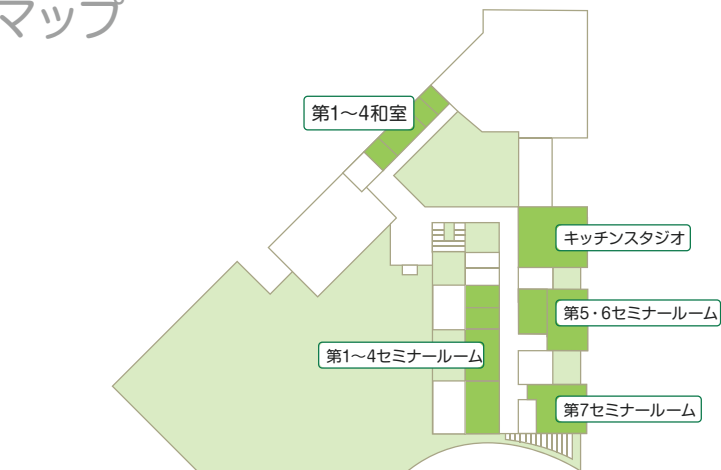 マップ
第1～4和室
キッチンスタジオ
第5・6セミナールーム
第1～4セミナールーム
第7セミナールーム